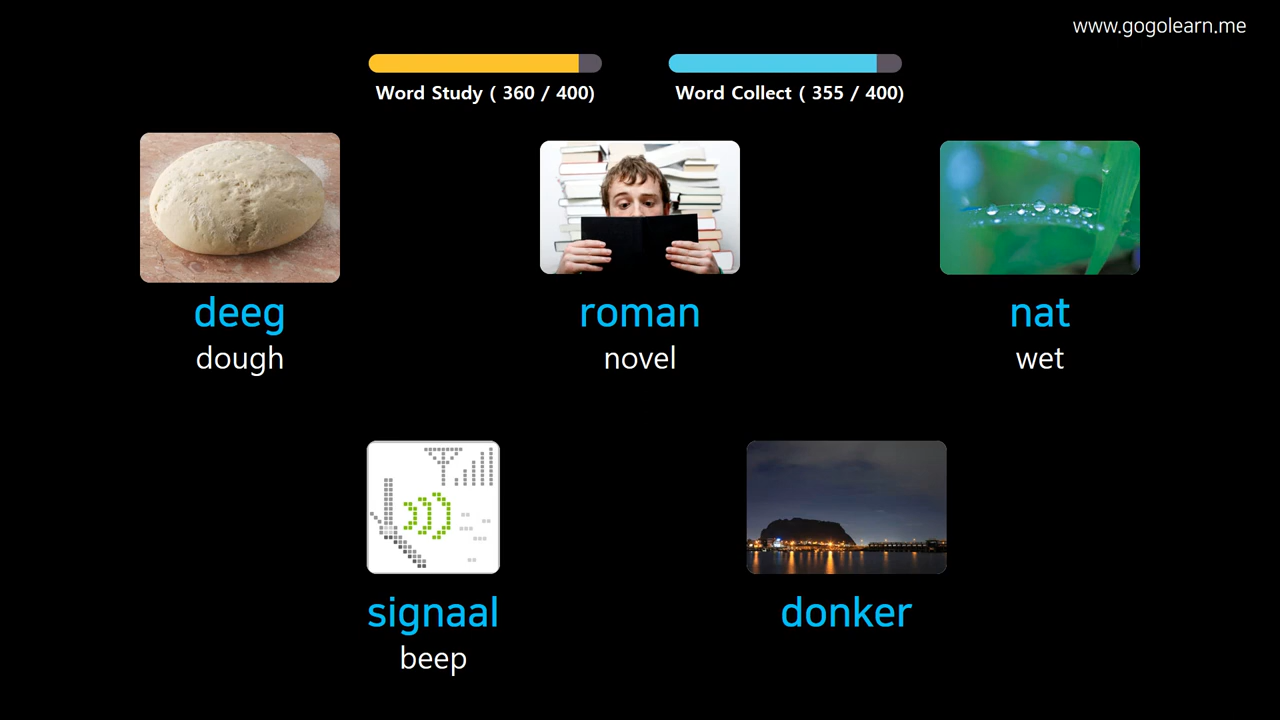 www.gogolearn.me
Word Study ( 360 / 400)
Word Collect ( 355 / 400)
deeg
dough
roman
novel
nat
wet
signaal
beep
donker